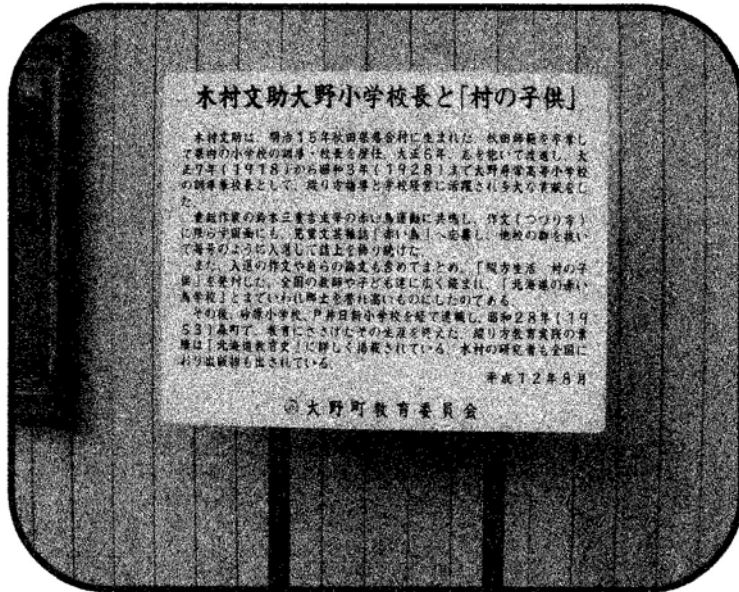 木村文助大野小学校長と「村の子供」
木村文助は、明治15年秋田県落合村に生まれた。秋田師範を卒業し
て県内の小学校の訓導・校長を歴任、大正6年、志を抱いて渡道し、大
正7年(1918)から昭和3年(1928)まで大野尋常高等小学校
の訓導兼校長として、綴り方指導と学校経営に活躍され多大な貢献をし
た。
童話作家の鈴木三重吉主宰の赤い鳥運動に共鳴し、作文(つづり方)
に限らず図画にも、児童文芸雑誌「赤い鳥」へ応募し、他校の群を抜い
て毎号のように入選して誌上を飾り続けた。
また、入選の作文や自らの論文も含めてまとめ、「綴方生活 村の子
供」を発刊した。全国の教師や子ども達に広く読まれ、「北海道の赤い
鳥学校」とまでいわれ郷土を誉れ高いものにしたのである。
その後、砂原小学校、戸井日新小学校を経て退職し、昭和28年(19
53)森町で、教育にささげたその生涯を終えた。綴り方教育実践の業
績は「北海道教育史」に詳しく掲載されている。木村の研究者も全国に
おり出版物も出されている。
平成12年8月
大野町教育委員会